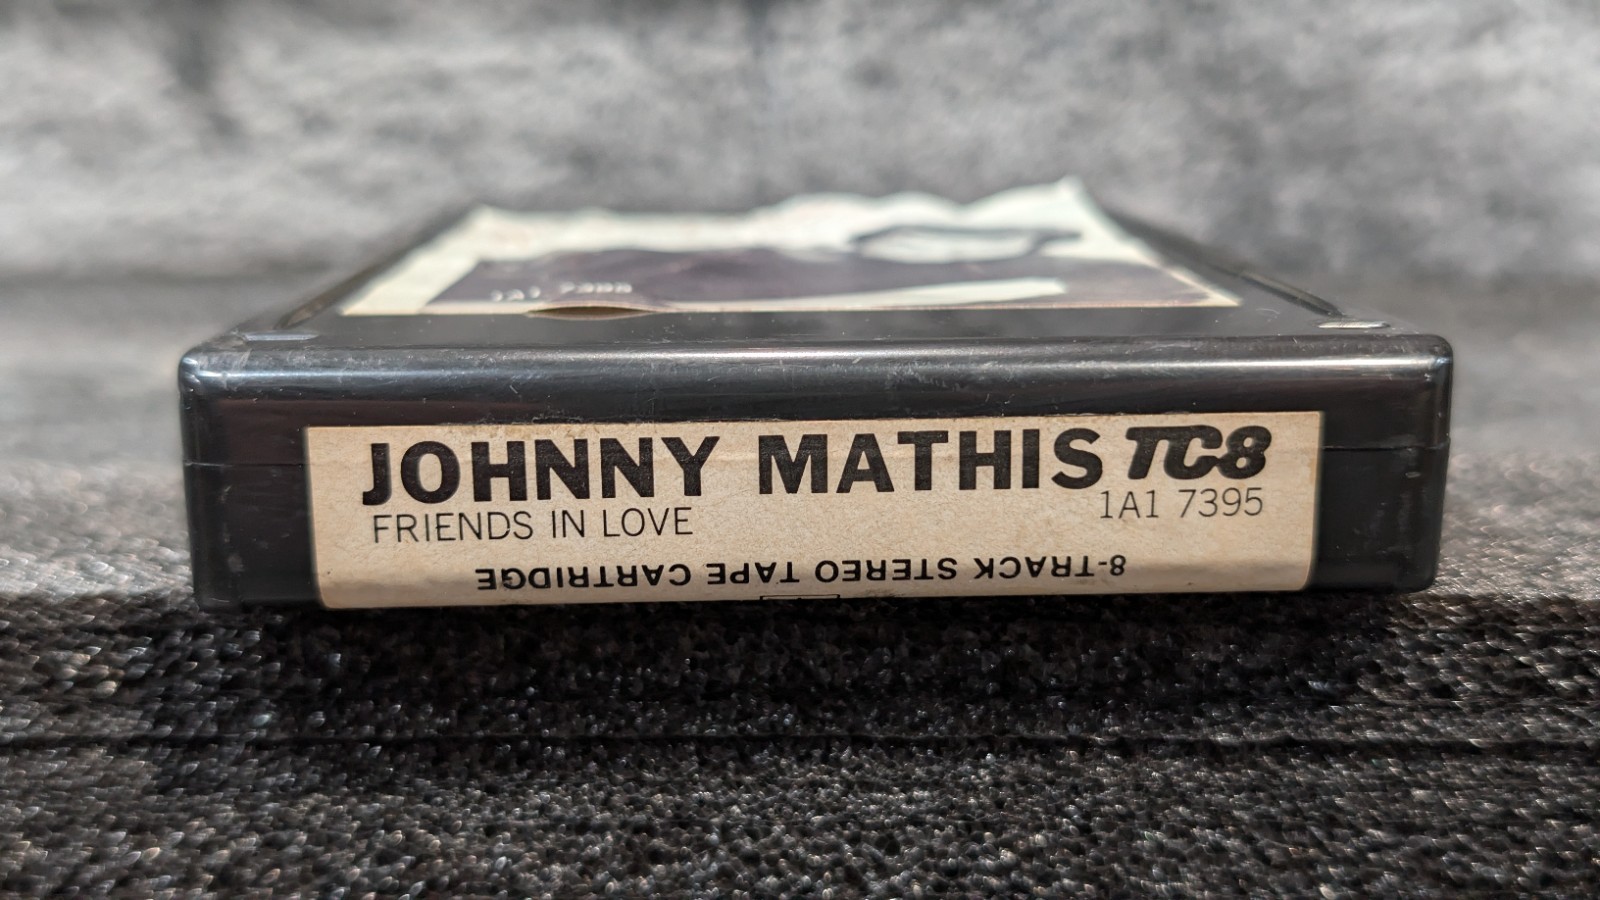 JOHNNY MATHIS TC8
FRIENDS IN LOVE
1A1 7395
8-TRACK STEREO TAPE CARTRIDGE